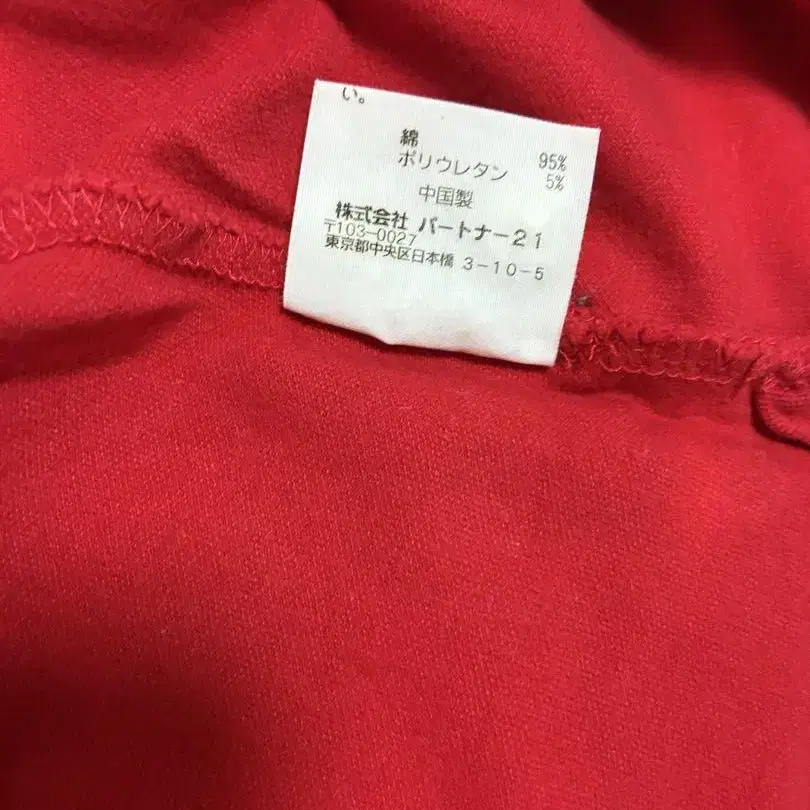 い。
綿 95%
ポリウレタン 5%
中国製
株式会社 パートナー21
〒103-0027
東京都中央区日本橋 3-10-5